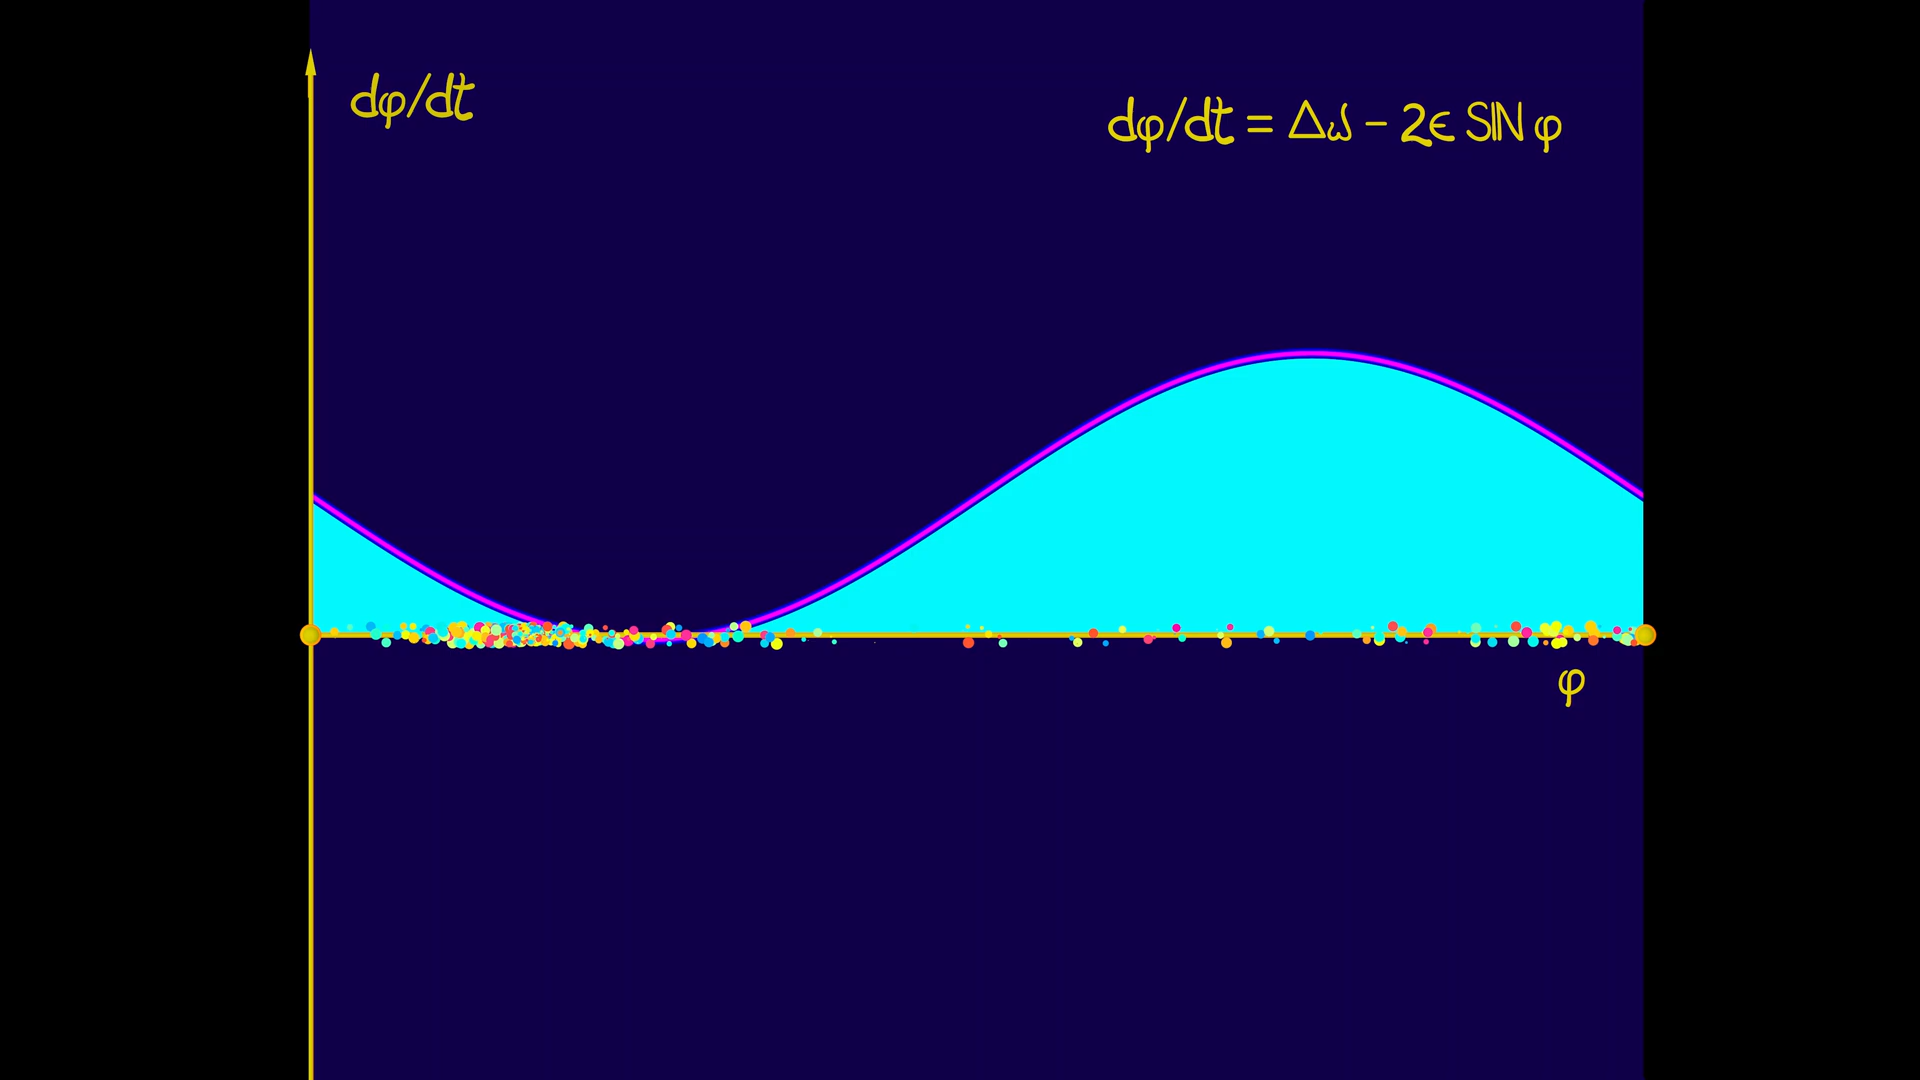 dφ/dt
dφ/dt = Δω - 2ϵ SIN φ
φ